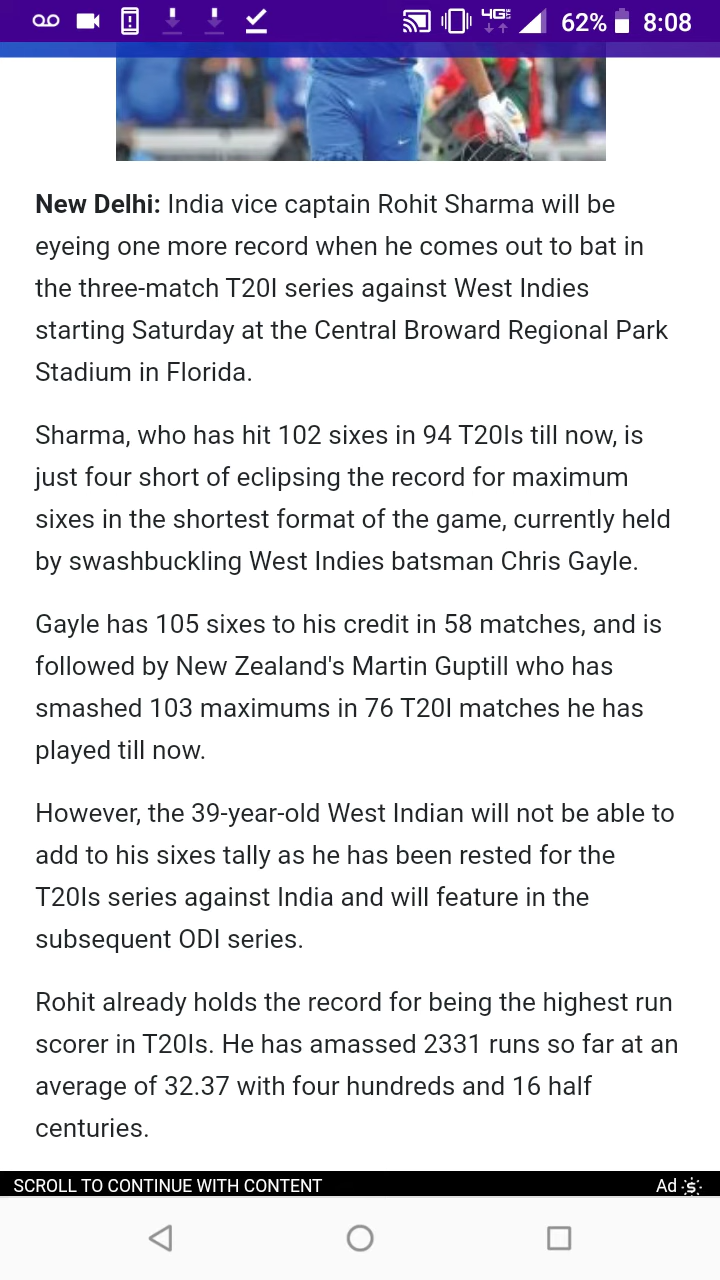 4GE 62% 8:08
New Delhi: India vice captain Rohit Sharma will be
eyeing one more record when he comes out to bat in
the three-match T20I series against West Indies
starting Saturday at the Central Broward Regional Park
Stadium in Florida.
Sharma, who has hit 102 sixes in 94 T20Is till now, is
just four short of eclipsing the record for maximum
sixes in the shortest format of the game, currently held
by swashbuckling West Indies batsman Chris Gayle.
Gayle has 105 sixes to his credit in 58 matches, and is
followed by New Zealand's Martin Guptill who has
smashed 103 maximums in 76 T20I matches he has
played till now.
However, the 39-year-old West Indian will not be able to
add to his sixes tally as he has been rested for the
T20Is series against India and will feature in the
subsequent ODI series.
Rohit already holds the record for being the highest run
scorer in T20Is. He has amassed 2331 runs so far at an
average of 32.37 with four hundreds and 16 half
centuries.
SCROLL TO CONTINUE WITH CONTENT Ad